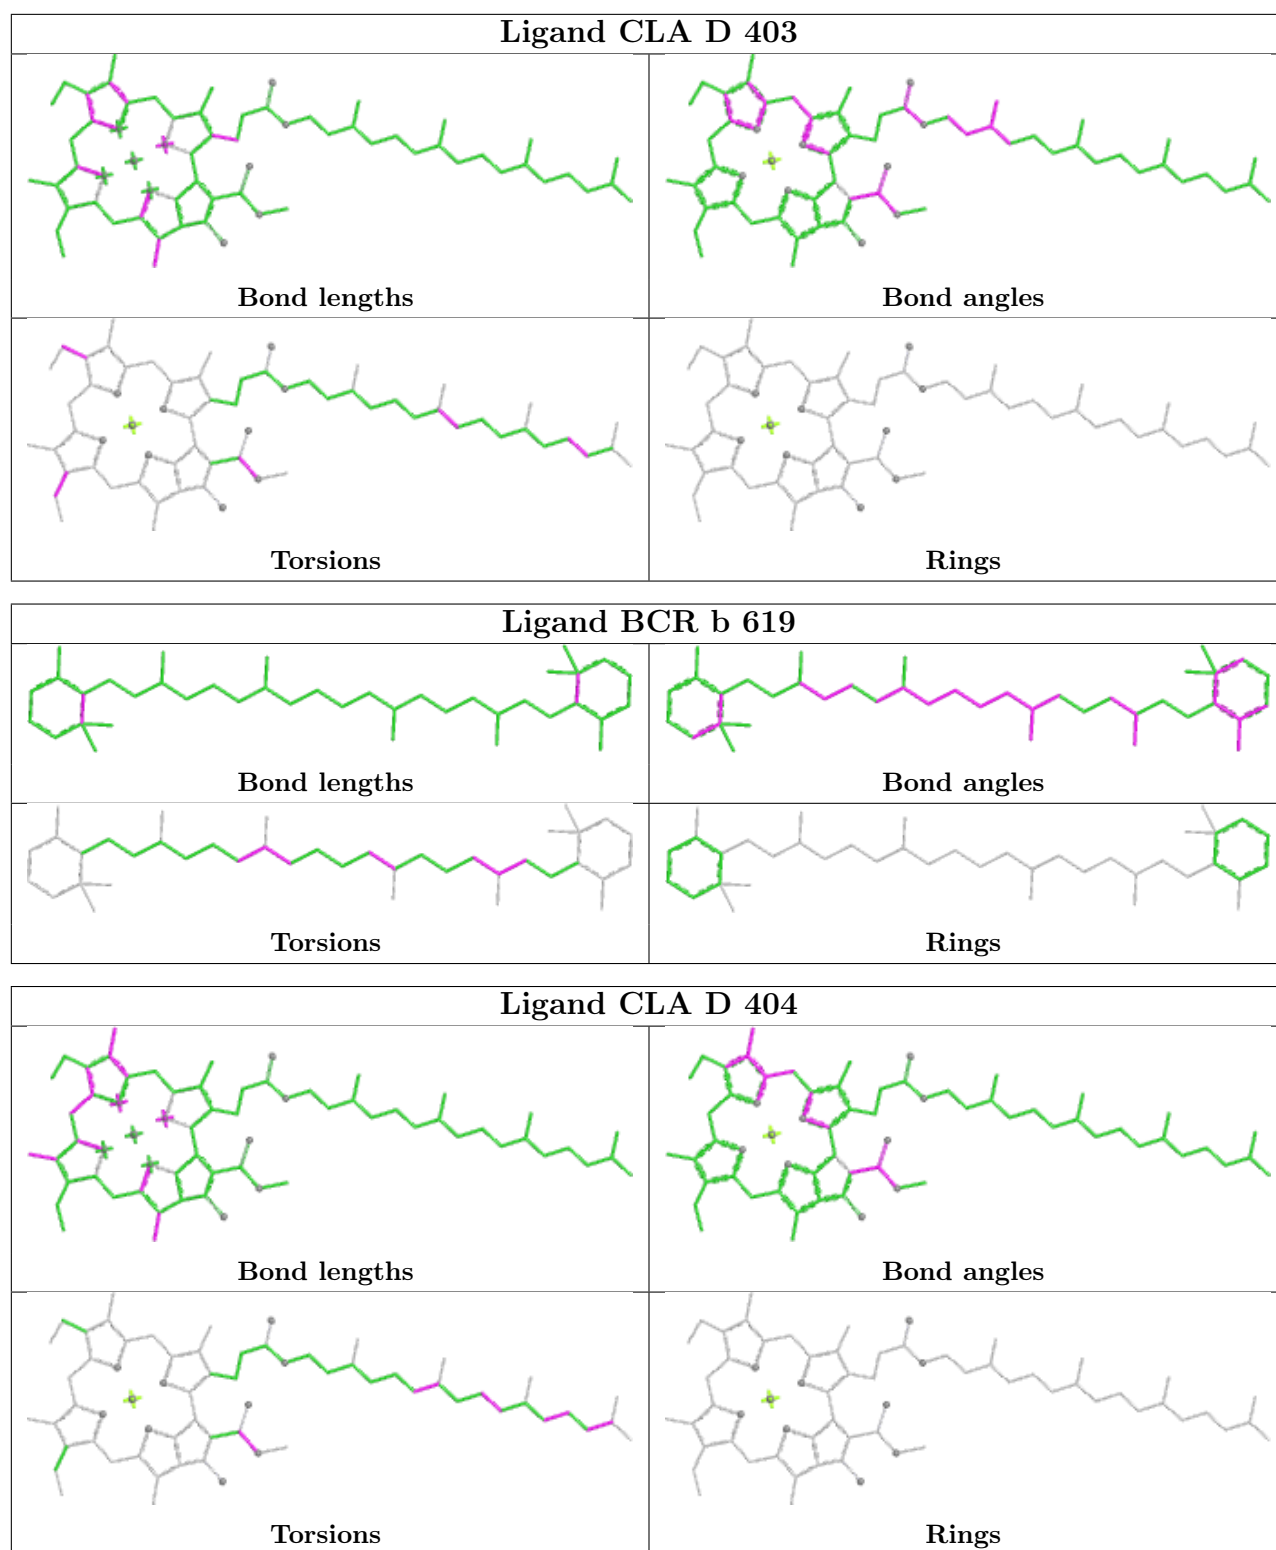 Ligand CLA D 403
Bond lengths
Bond angles
Torsions
Rings
Ligand BCR b 619
Bond lengths
Bond angles
Torsions
Rings
Ligand CLA D 404
Bond lengths
Bond angles
Torsions
Rings